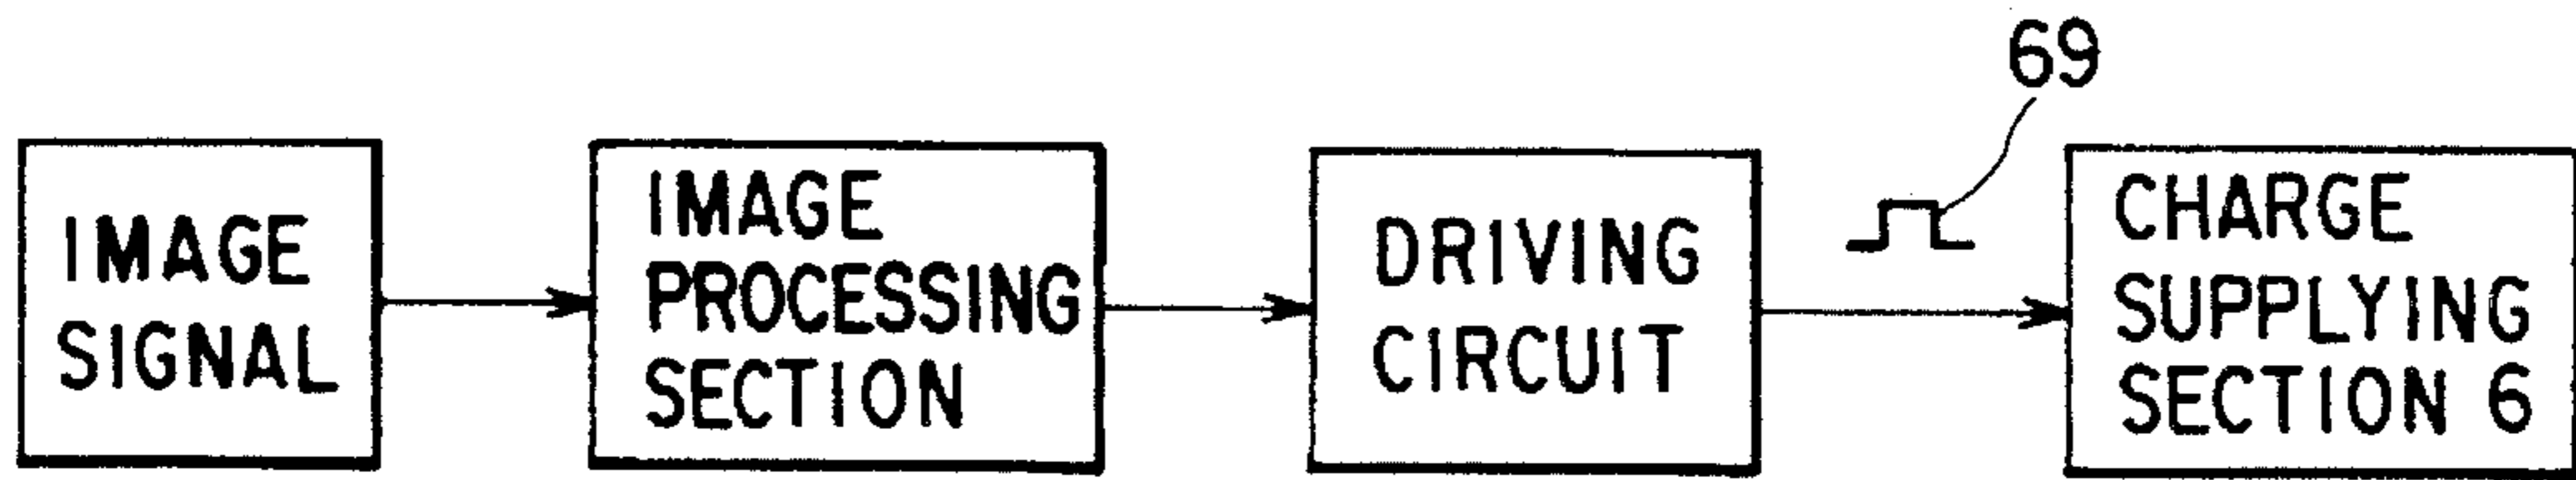 69
IMAGE
SIGNAL
IMAGE
PROCESSING
SECTION
DRIVING
CIRCUIT
CHARGE
SUPPLYING
SECTION 6